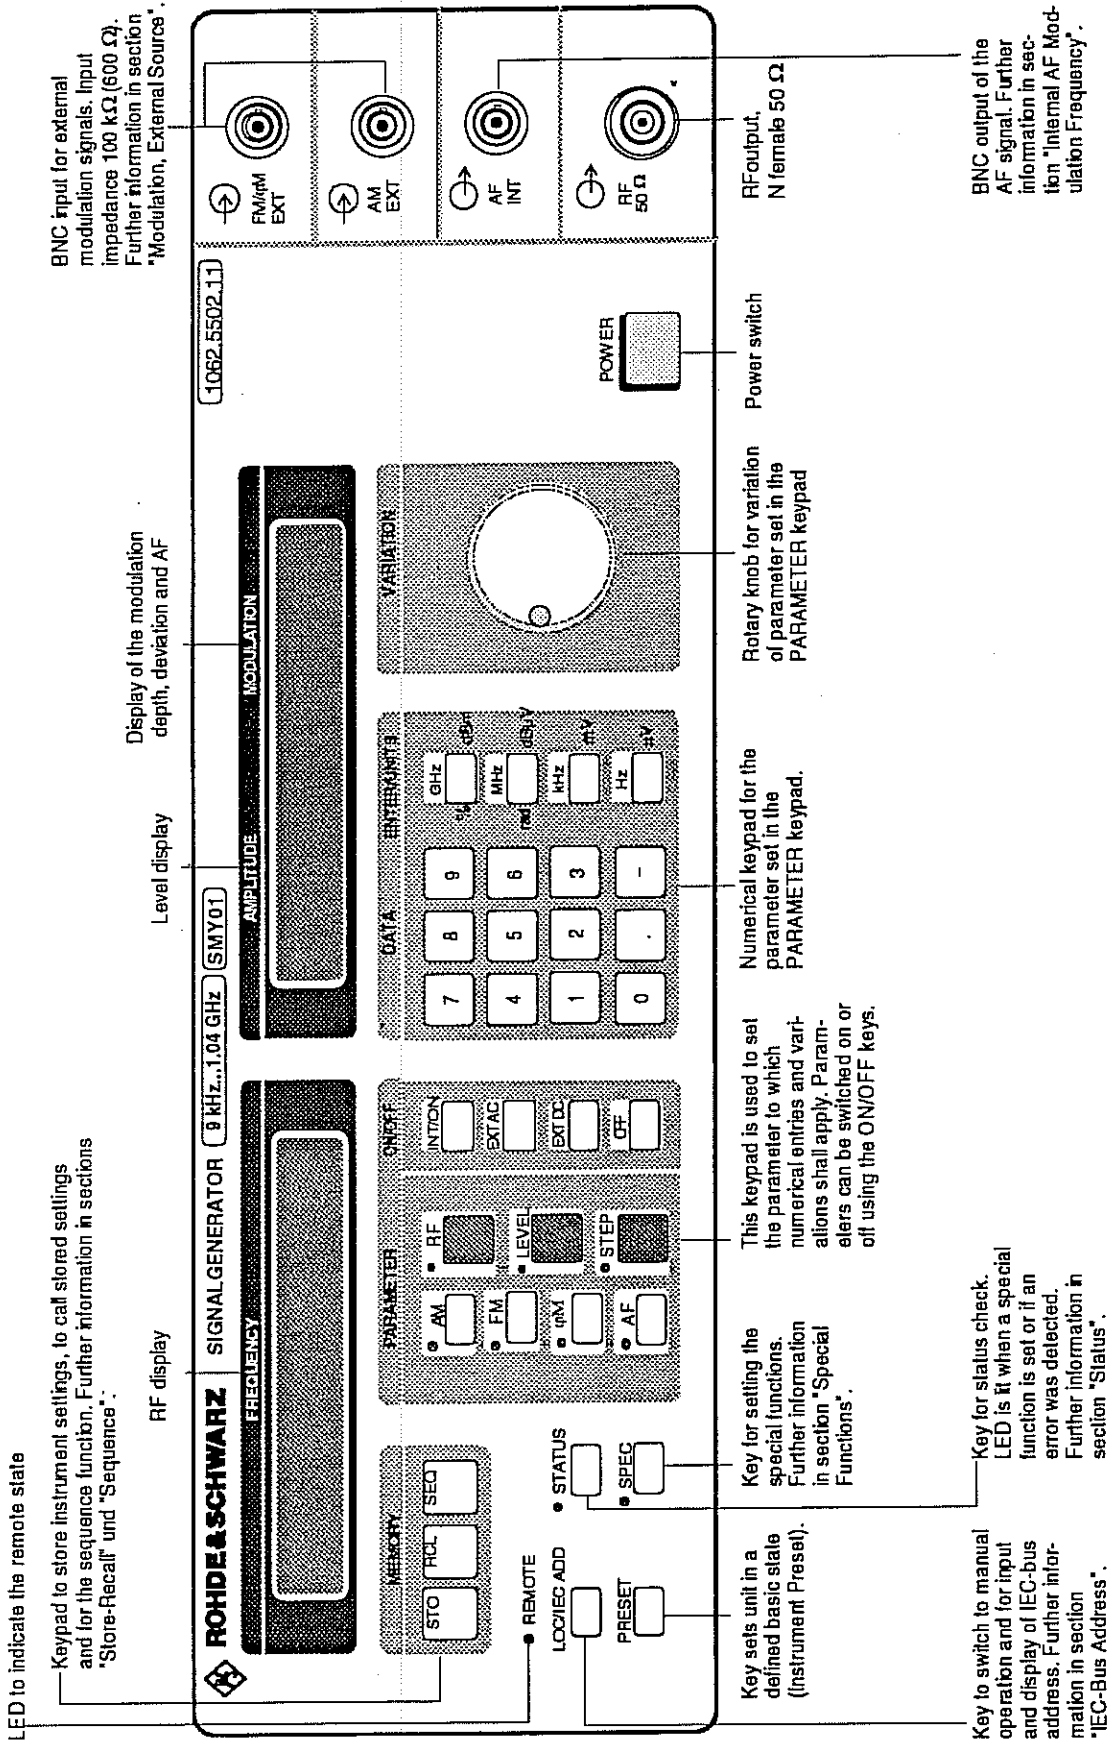 LED to indicate the remote state
Keypad to store instrument settings, to call stored settings
and for the sequence function. Further information in sections
"Store-Recall" und "Sequence".
RF display
Level display
Display of the modulation
depth, deviation and AF
BNC input for external
modulation signals. Input
impedance 100 kΩ (600 Ω).
Further information in section
"Modulation, External Source".
ROHDE&SCHWARZ
SIGNALGENERATOR
9 kHz...1.04 GHz
SMY01
1062.5502.11
FREQUENCY
AMPLITUDE
MODULATION
MEMORY
STO
RCL
SEQ
REMOTE
LOC/IEC ADD
STATUS
PRESET
SPEC
PARAMETER
ON/OFF
AM
RF
INT/ON
FM
LEVEL
EXT AC
φM
STEP
EXT DC
AF
OFF
DATA
ENTER/UNITS
7
8
9
GHz
%
dBm
4
5
6
MHz
rad
dBµV
1
2
3
kHz
mV
0
.
-
Hz
µV
VARIATION
POWER
FM/φM
EXT
AM
EXT
AF
INT
RF
50 Ω
Key sets unit in a
defined basic state
(Instrument Preset).
Key for setting the
special functions.
Further information
in section "Special
Functions".
This keypad is used to set
the parameter to which
numerical entries and vari-
ations shall apply. Param-
eters can be switched on or
off using the ON/OFF keys.
Numerical keypad for the
parameter set in the
PARAMETER keypad.
Rotary knob for variation
of parameter set in the
PARAMETER keypad
Power switch
RFoutput,
N female 50 Ω
Key to switch to manual
operation and for input
and display of IEC-bus
address. Further infor-
mation in section
"IEC-Bus Address".
Key for status check.
LED is lit when a special
function is set or if an
error was detected.
Further information in
section "Status".
BNC output of the
AF signal. Further
information in sec-
tion "Internal AF Mod-
ulation Frequency".